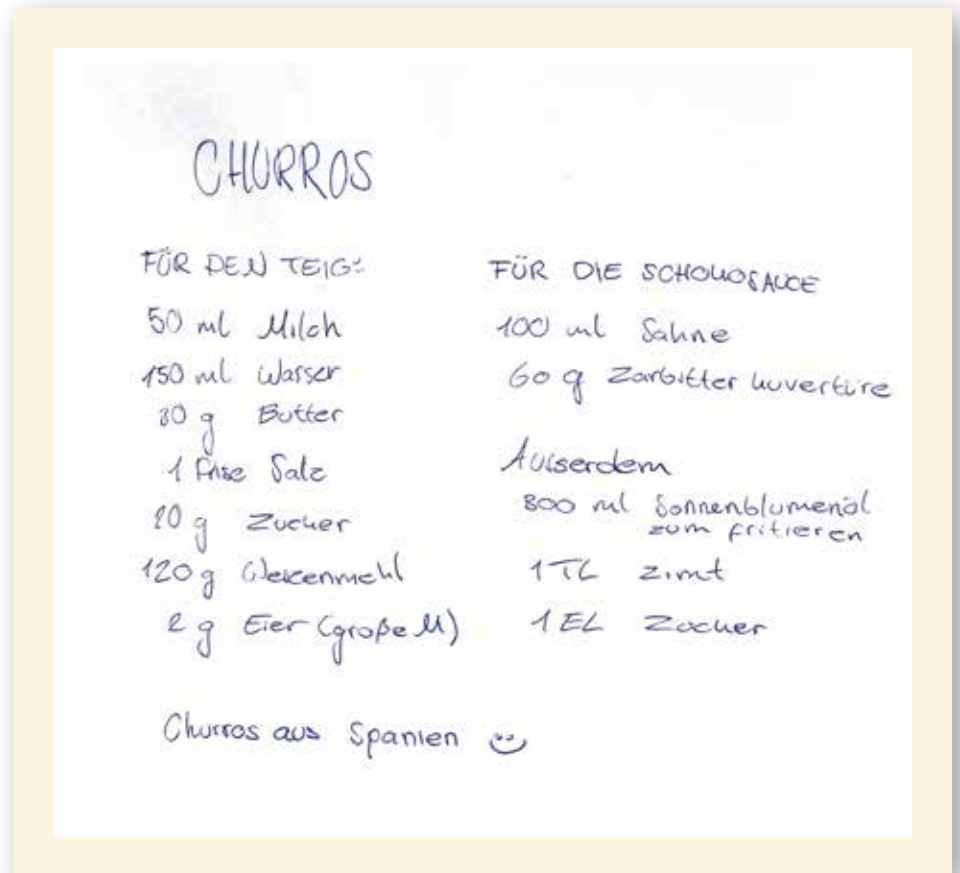 CHURROS
FÜR DEN TEIG:
50 ml Milch
150 ml Wasser
30 g Butter
1 Prise Salz
20 g Zucker
120 g Weizenmehl
2 g Eier (große M)
FÜR DIE SCHOKOSAUCE
100 ml Sahne
60 g Zarbitter kuvertüre
Ausserdem
800 ml Sonnenblumenöl
zum fritieren
1 TL Zimt
1 EL Zucker
Churros aus Spanien